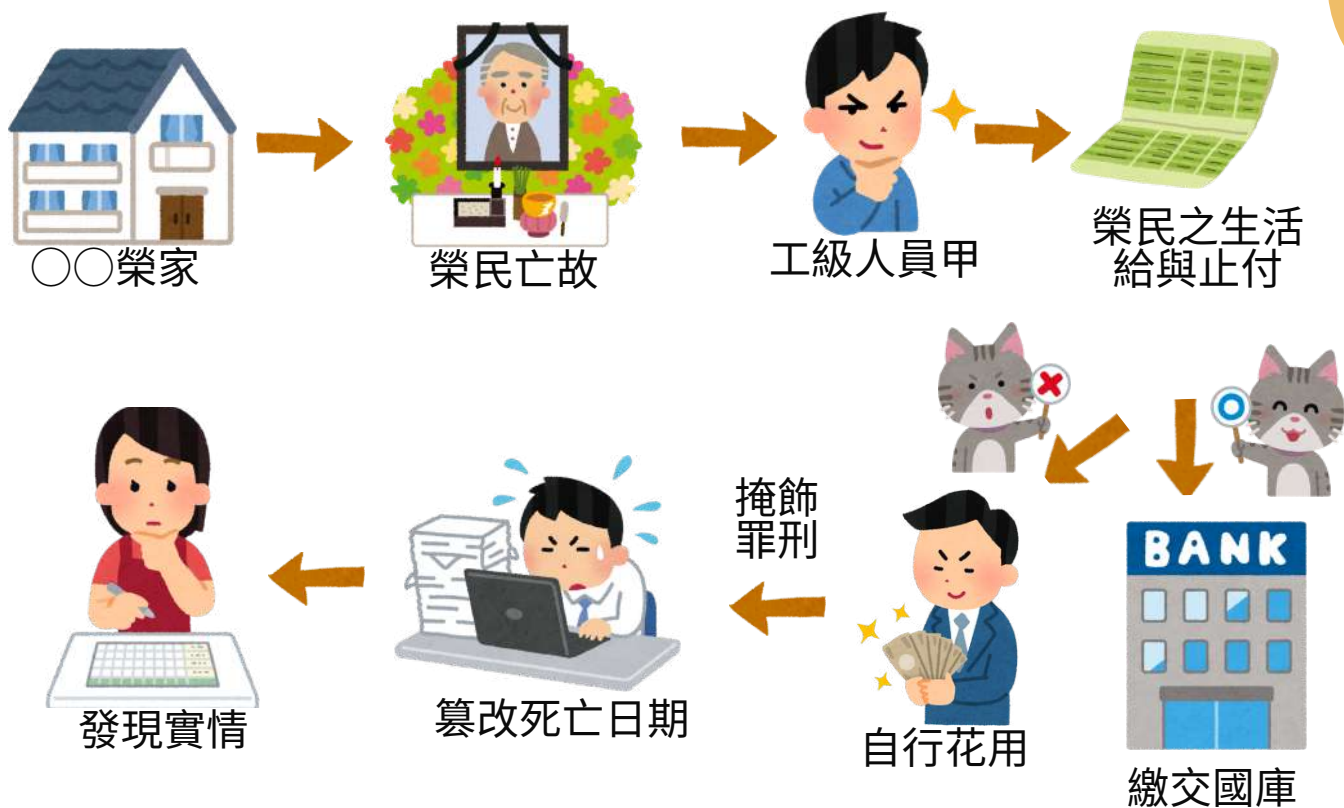 ○○榮家
榮民亡故
工級人員甲
榮民之生活
給與止付
掩飾
罪刑
BANK
發現實情
篡改死亡日期
自行花用
繳交國庫